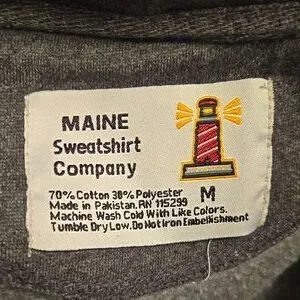 MAINE
Sweatshirt
Company
M
70% Cotton 30% Polyester
Made in Pakistan. RN 115299
Machine Wash Cold With Like Colors.
Tumble Dry Low. Do Not Iron Embellishment